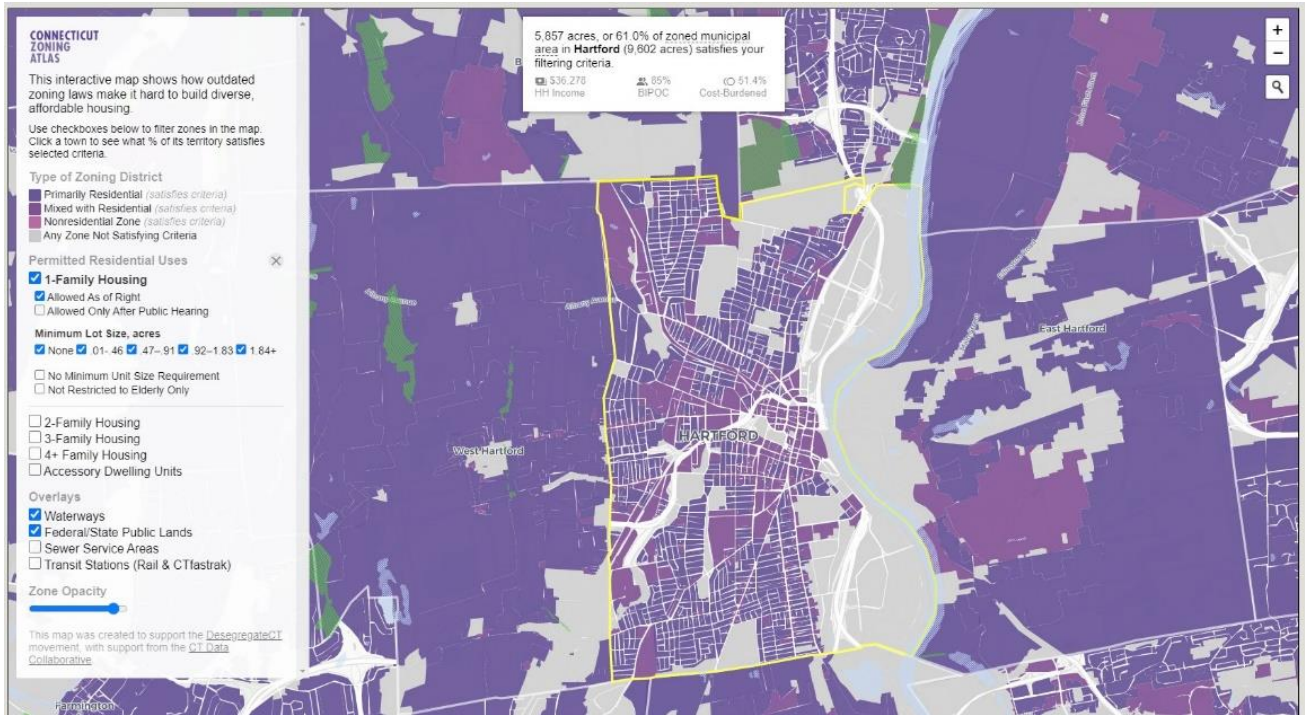 CONNECTICUT
ZONING
ATLAS
This interactive map shows how outdated
zoning laws make it hard to build diverse,
affordable housing.
Use checkboxes below to filter zones in the map.
Click a town to see what % of its territory satisfies
selected criteria.
Type of Zoning District
Primarily Residential (satisfies criteria)
Mixed with Residential (satisfies criteria)
Nonresidential Zone (satisfies criteria)
Any Zone Not Satisfying Criteria
Permitted Residential Uses
1-Family Housing
Allowed As of Right
Allowed Only After Public Hearing
Minimum Lot Size, acres
None .01-.46 .47-.91 .92-1.83 1.84+
No Minimum Unit Size Requirement
Not Restricted to Elderly Only
2-Family Housing
3-Family Housing
4+ Family Housing
Accessory Dwelling Units
Overlays
Waterways
Federal/State Public Lands
Sewer Service Areas
Transit Stations (Rail & CTfastrak)
Zone Opacity
This map was created to support the DesegregateCT
movement, with support from the CT Data
Collaborative.
5,857 acres, or 61.0% of zoned municipal
area in Hartford (9,602 acres) satisfies your
filtering criteria.
$36,278 85% 51.4%
HH Income BIPOC Cost-Burdened
+
−
Albany Avenue
Albany Avenue
East Hartford
HARTFORD
West Hartford
Farmington